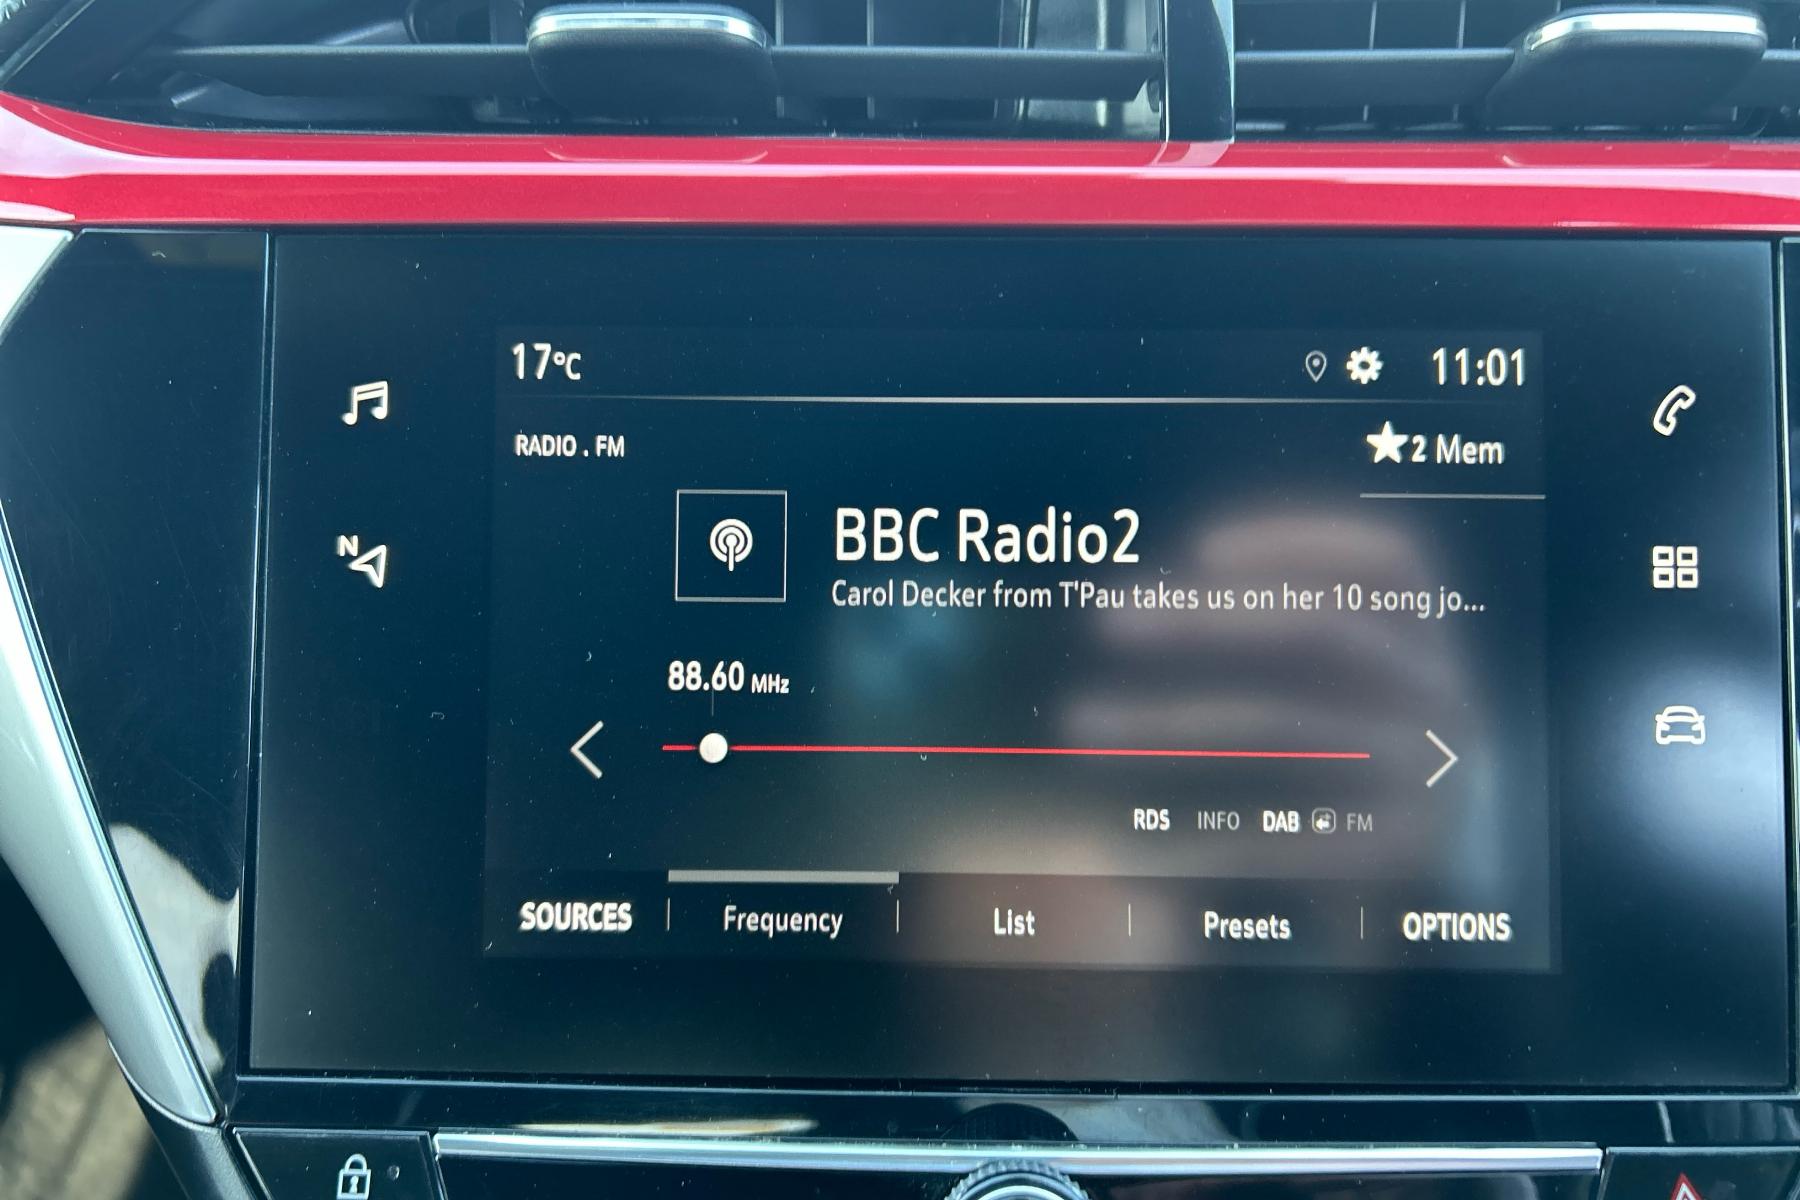 17°C 11:01
RADIO . FM
2 Mem
BBC Radio2
Carol Decker from T'Pau takes us on her 10 song jo...
88.60 MHz
N
RDS INFO DAB FM
SOURCES Frequency List Presets OPTIONS